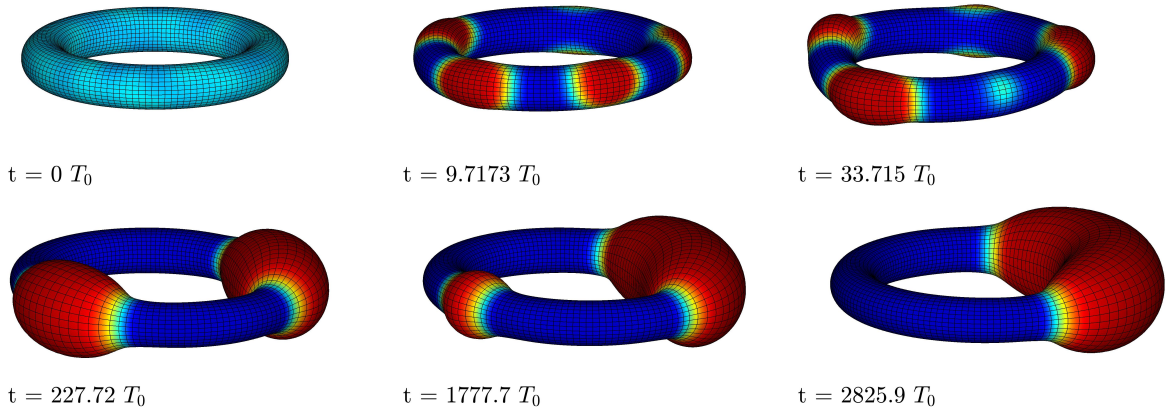 t = 0 T₀
t = 9.7173 T₀
t = 33.715 T₀
t = 227.72 T₀
t = 1777.7 T₀
t = 2825.9 T₀